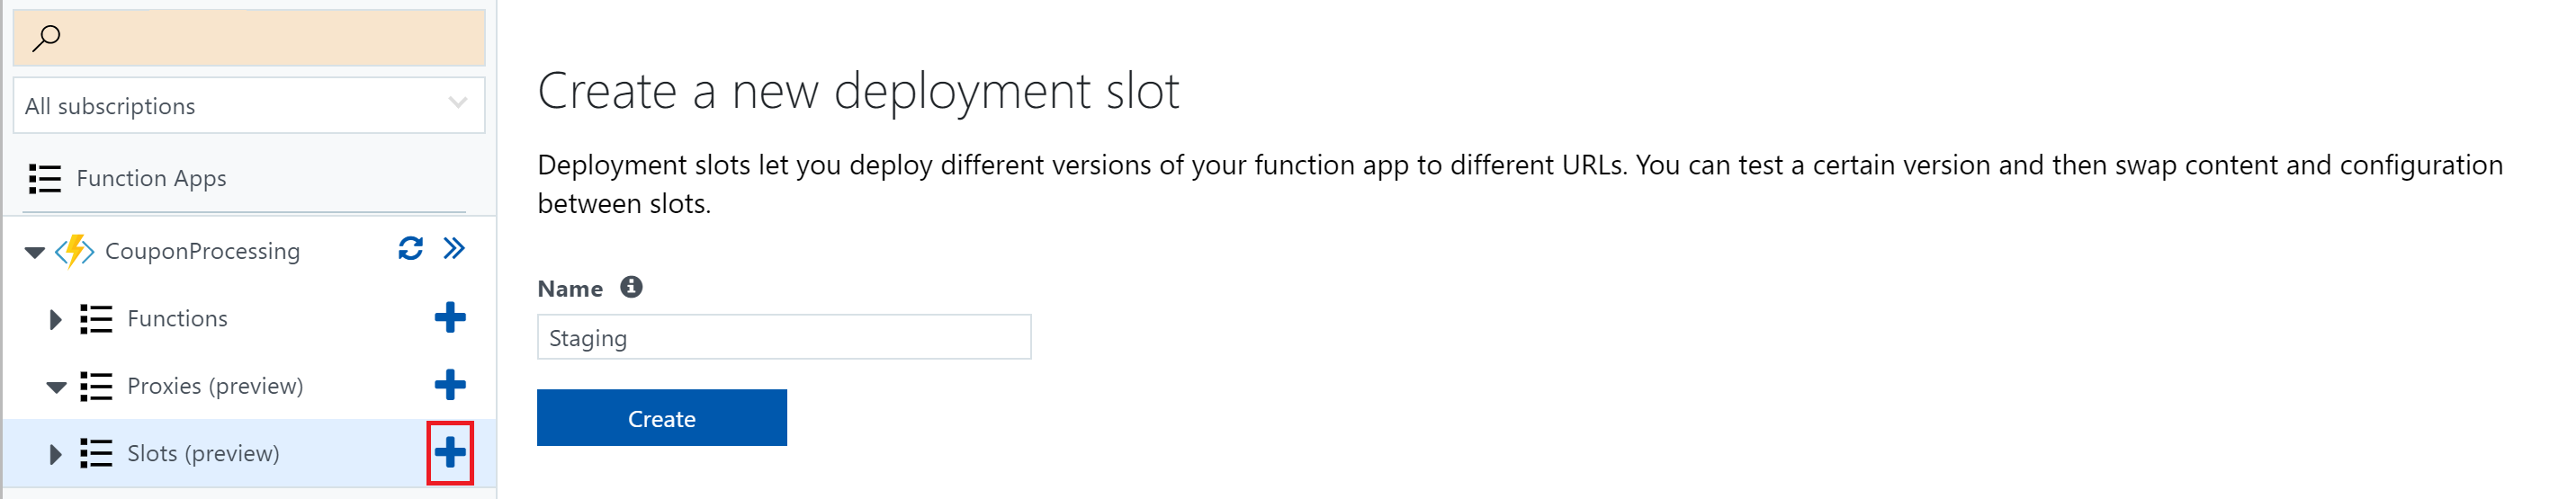 All subscriptions
Function Apps
CouponProcessing
Functions
Proxies (preview)
Slots (preview)
Create a new deployment slot
Deployment slots let you deploy different versions of your function app to different URLs. You can test a certain version and then swap content and configuration
between slots.
Name
Staging
Create